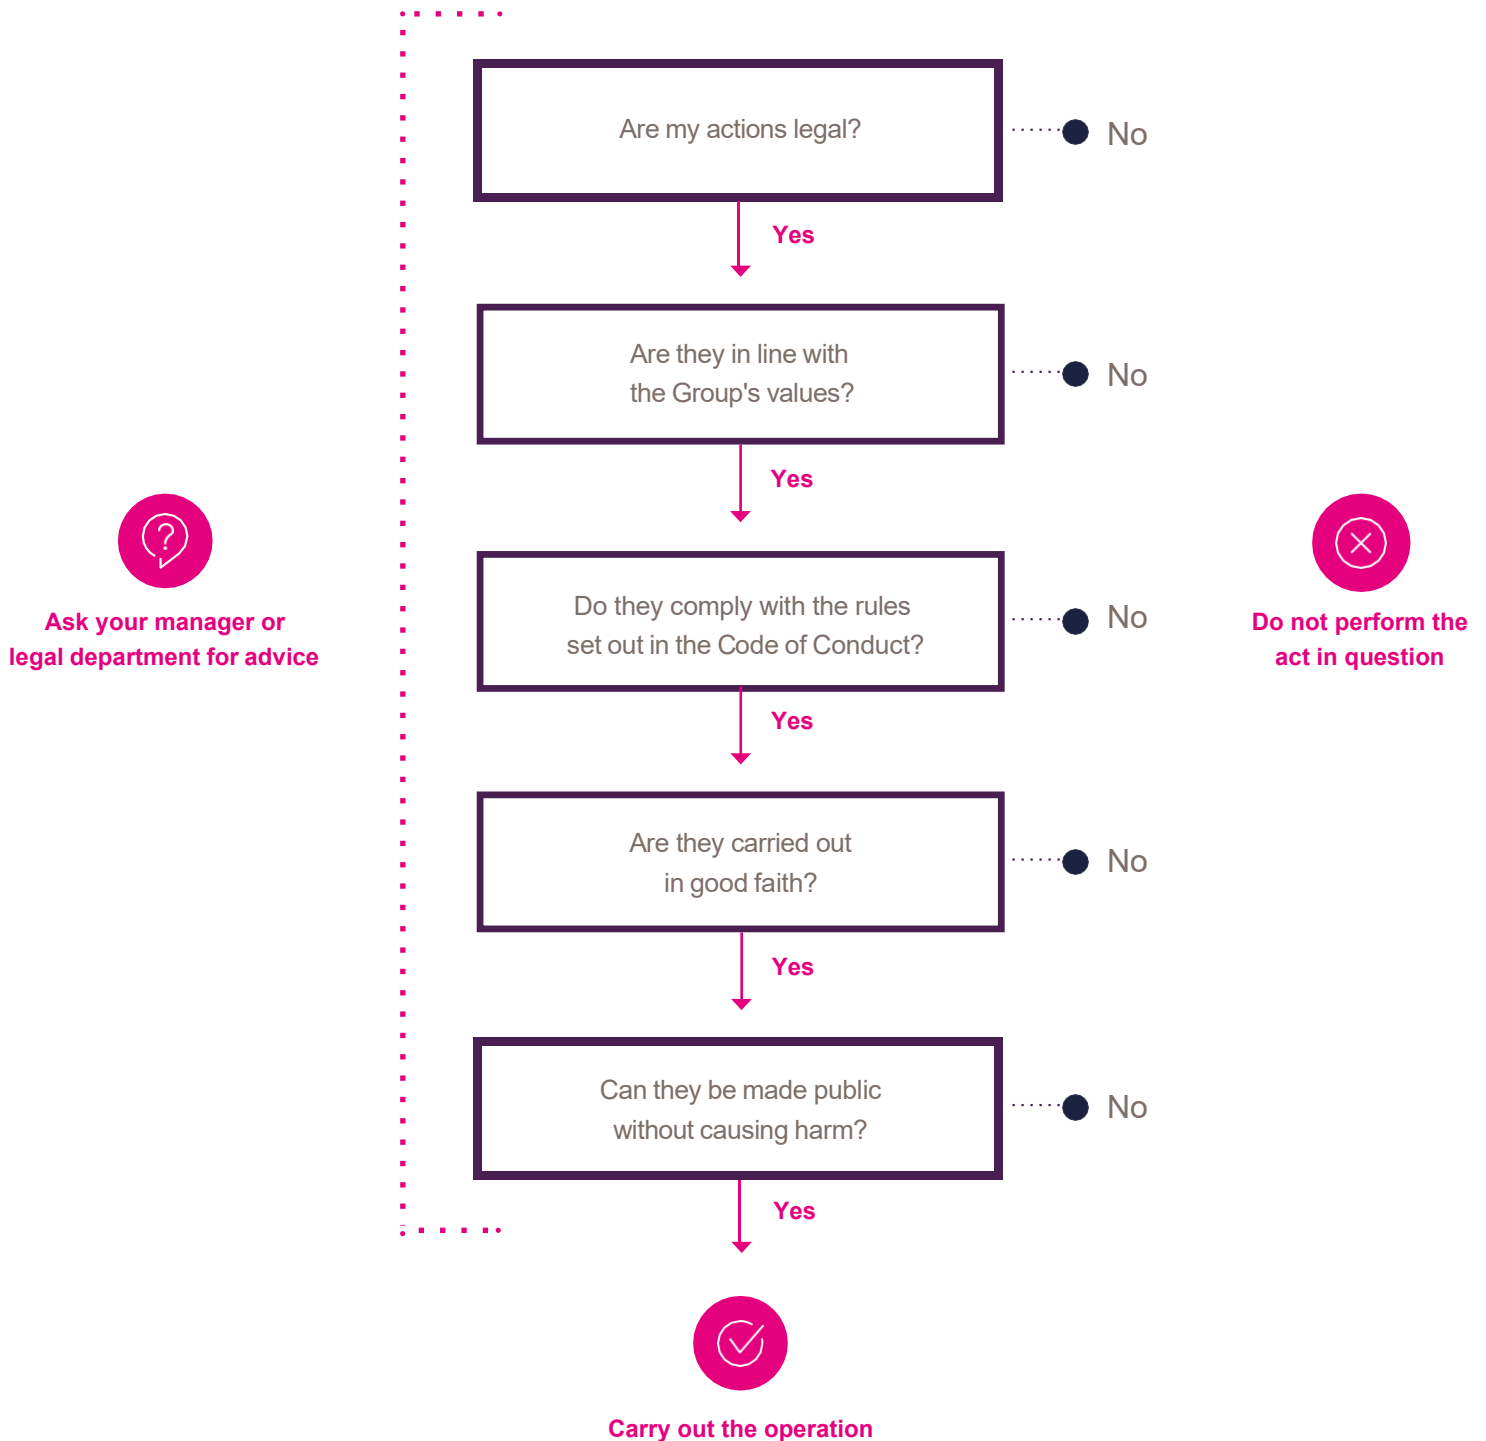 Are my actions legal?
No
Yes
Are they in line with
the Group's values?
No
Yes
Ask your manager or
legal department for advice
Do they comply with the rules
set out in the Code of Conduct?
No
Do not perform the
act in question
Yes
Are they carried out
in good faith?
No
Yes
Can they be made public
without causing harm?
No
Yes
Carry out the operation